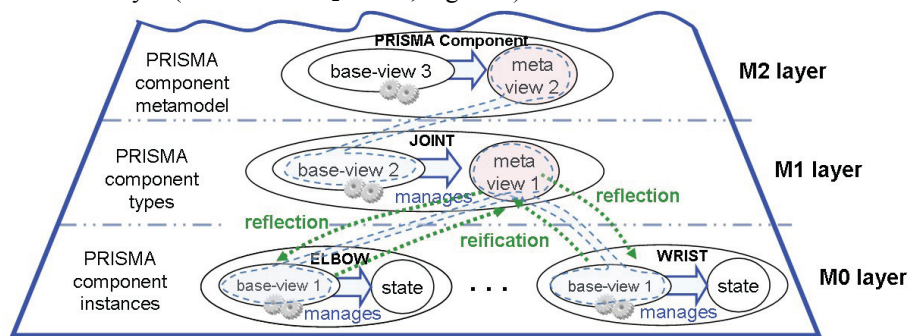 PRISMA Component
PRISMA
component
metamodel
base-view 3
meta
view 2
M2 layer
JOINT
PRISMA
component
types
base-view 2
manages
meta
view 1
M1 layer
reflection
reification
reflection
ELBOW
WRIST
PRISMA
component
instances
base-view 1
state
manages
. . .
base-view 1
state
manages
M0 layer